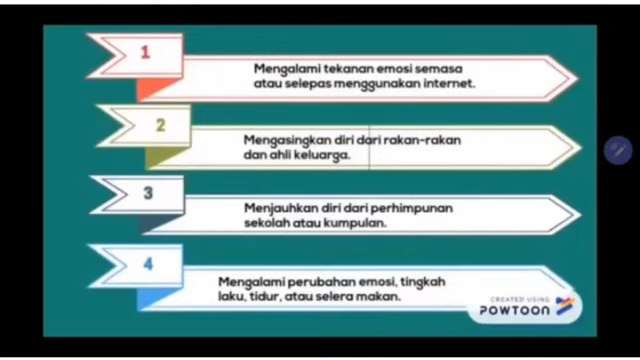 1
Mengalami tekanan emosi semasa
atau selepas menggunakan internet.
2
Mengasingkan diri dari rakan-rakan
dan ahli keluarga.
3
Menjauhkan diri dari perhimpunan
sekolah atau kumpulan.
4
Mengalami perubahan emosi, tingkah
laku, tidur, atau selera makan.
CREATED USING
POWTOON